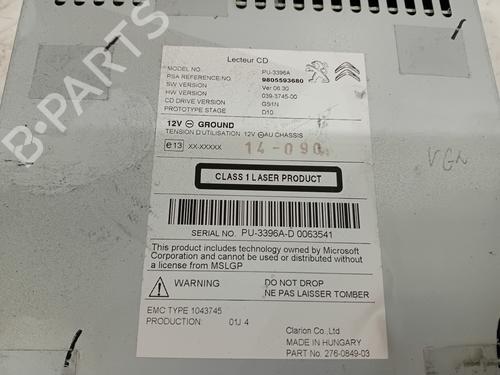 Lecteur CD
MODEL NO. PU-3396A
PSA REFERENCE.NO 9805593680
SW VERSION Ver 06.30
HW VERSION 039-3745-00
CD DRIVE VERSION GS1N
PROTOTYPE STAGE D10
12V ⊖ GROUND
TENSION D'UTILISATION 12V ⊖ AU CHASSIS
e13 XX-XXXXX 14-090
CLASS 1 LASER PRODUCT
SERIAL NO. PU-3396A-D 0063541
This product includes technology owned by Microsoft
Corporation and cannot be used or distributed without
a license from MSLGP
WARNING DO NOT DROP
NE PAS LAISSER TOMBER
EMC TYPE 1043745
PRODUCTION: 01J 4
Clarion Co.,Ltd
MADE IN HUNGARY
PART No. 276-0849-03
B-PARTS